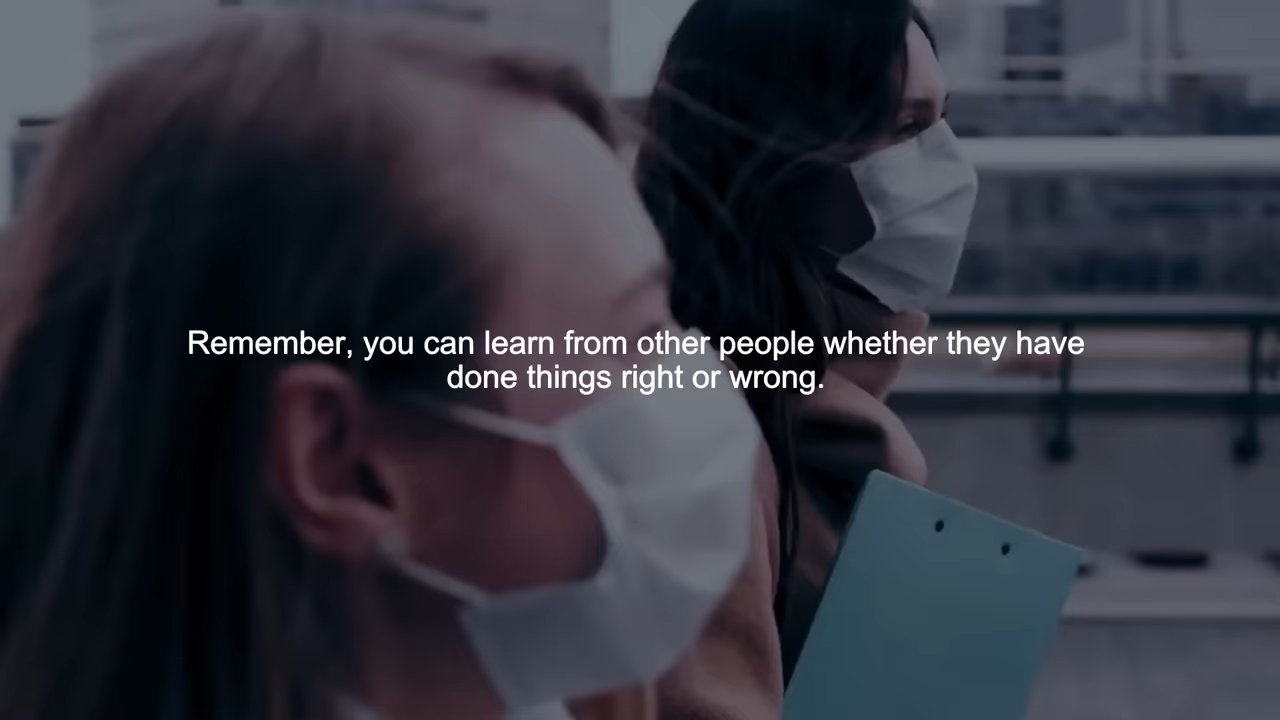 Remember, you can learn from other people whether they have
done things right or wrong.